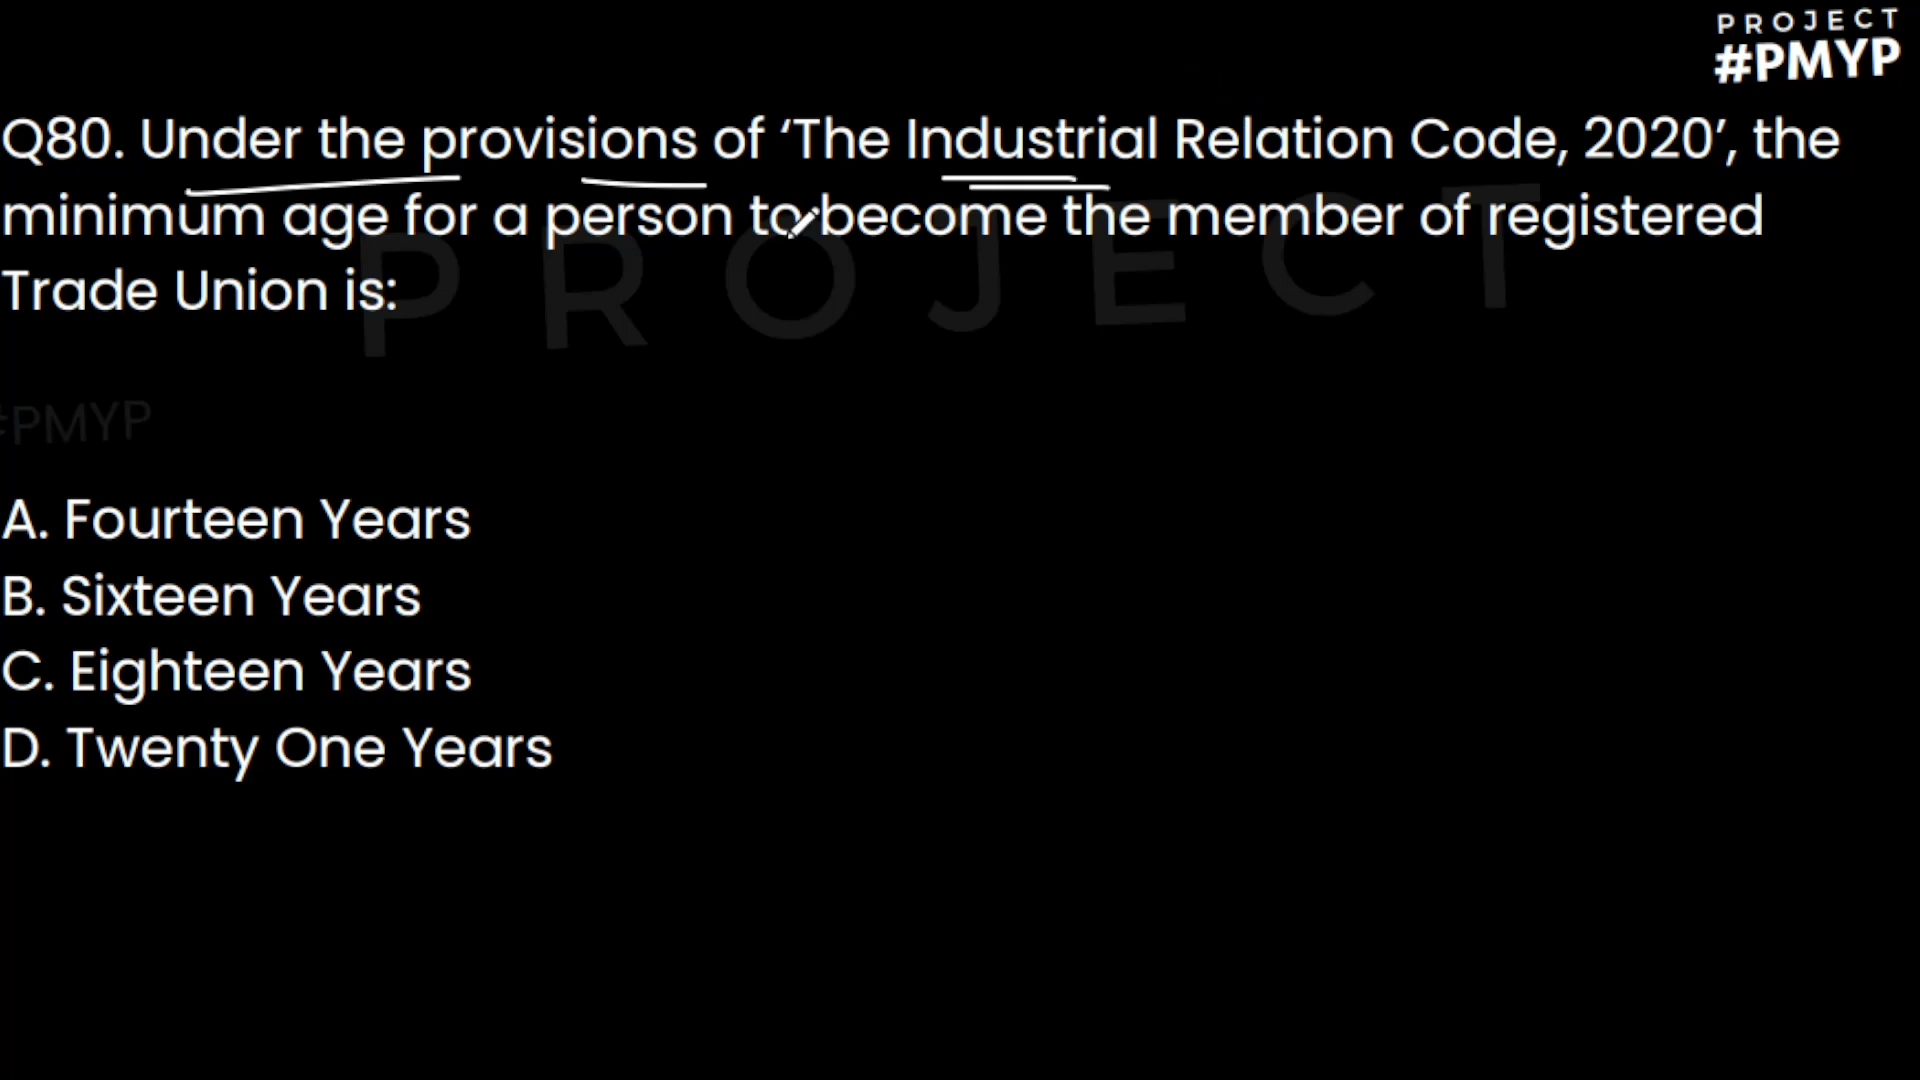 PROJECT
#PMYP
Q80. Under the provisions of ‘The Industrial Relation Code, 2020’, the
minimum age for a person to become the member of registered
Trade Union is:
PROJECT
#PMYP
A. Fourteen Years
B. Sixteen Years
C. Eighteen Years
D. Twenty One Years